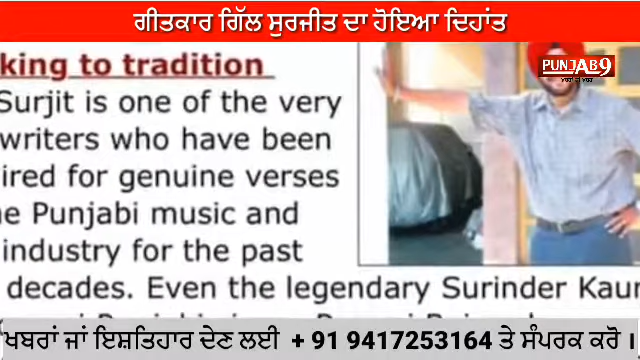 ਗੀਤਕਾਰ ਗਿੱਲ ਸੁਰਜੀਤ ਦਾ ਹੋਇਆ ਦਿਹਾਂਤ
PUNJAB9
king to tradition
Surjit is one of the very
writers who have been
ired for genuine verses
e Punjabi music and
industry for the past
decades. Even the legendary Surinder Kaur
ਖਬਰਾਂ ਜਾਂ ਇਸ਼ਤਿਹਾਰ ਦੇਣ ਲਈ + 91 9417253164 ਤੇ ਸੰਪਰਕ ਕਰੋ ।